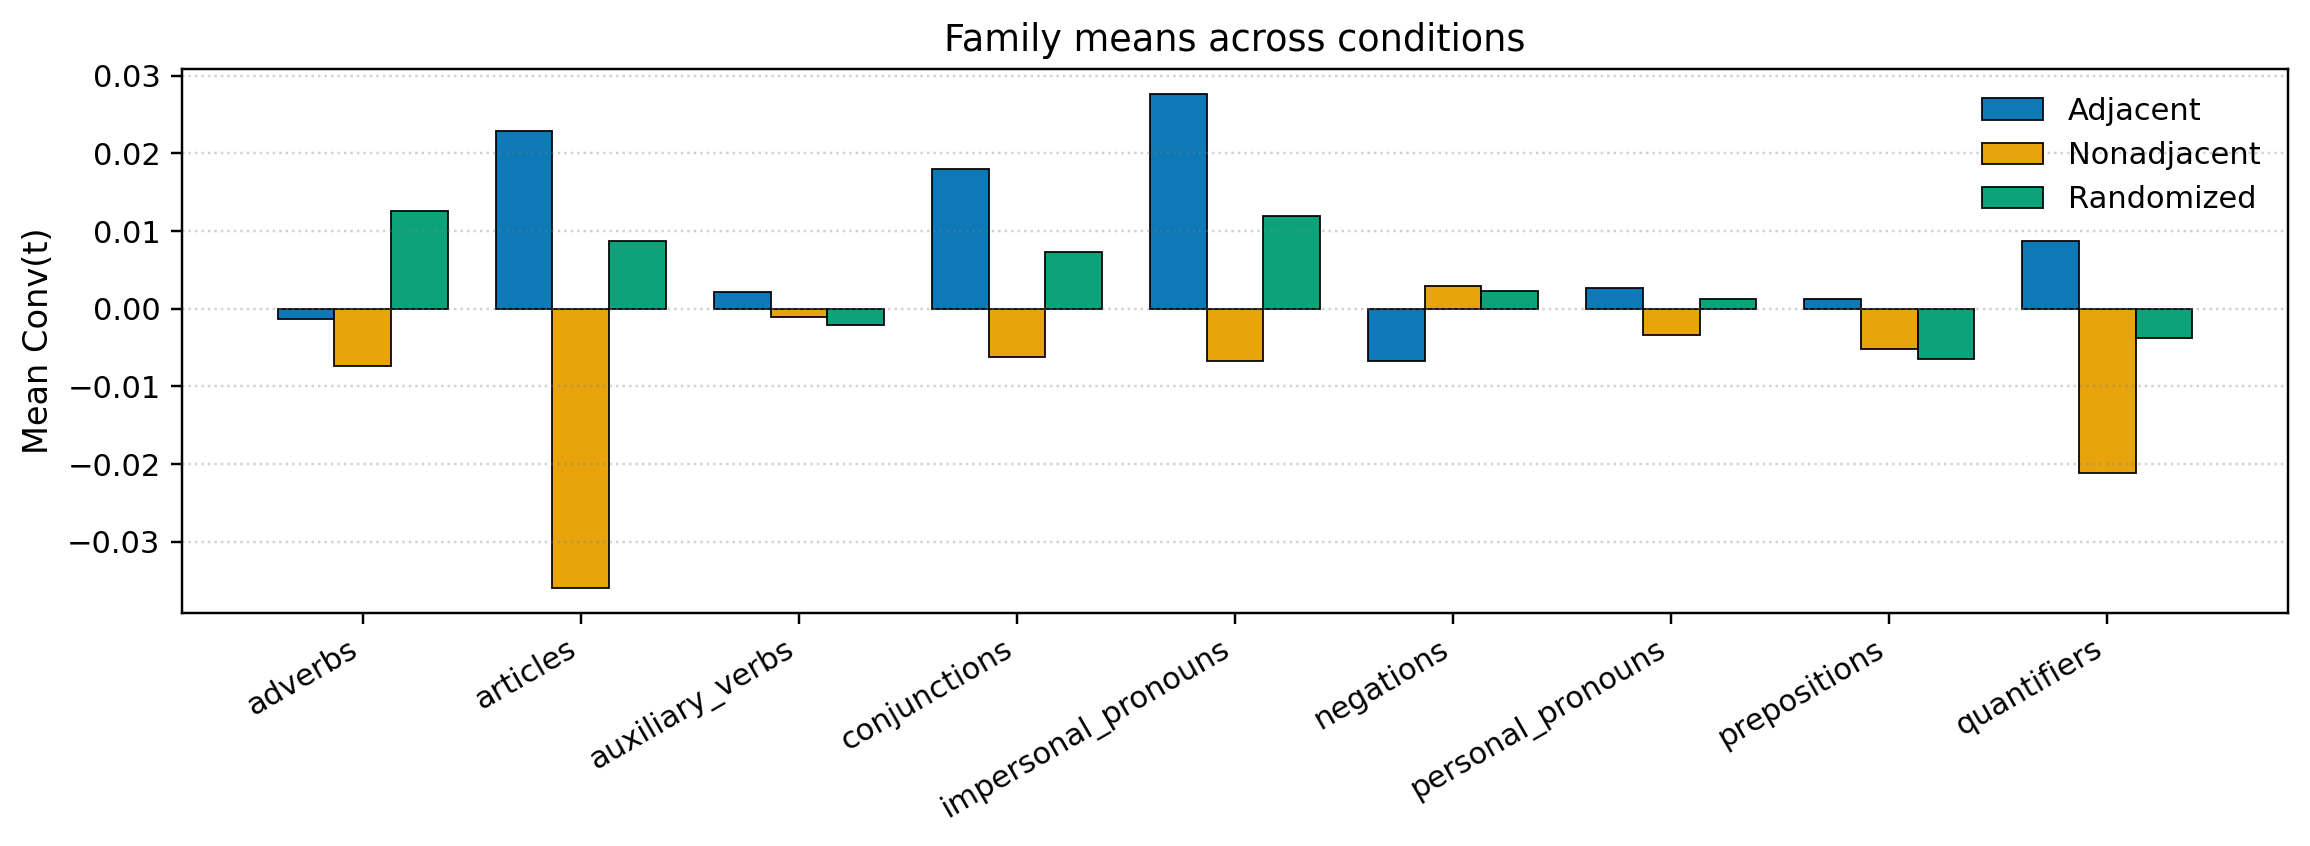 Family means across conditions
Mean Conv(t)
0.03
0.02
0.01
0.00
−0.01
−0.02
−0.03
Adjacent
Nonadjacent
Randomized
adverbs
articles
auxiliary_verbs
conjunctions
impersonal_pronouns
negations
personal_pronouns
prepositions
quantifiers